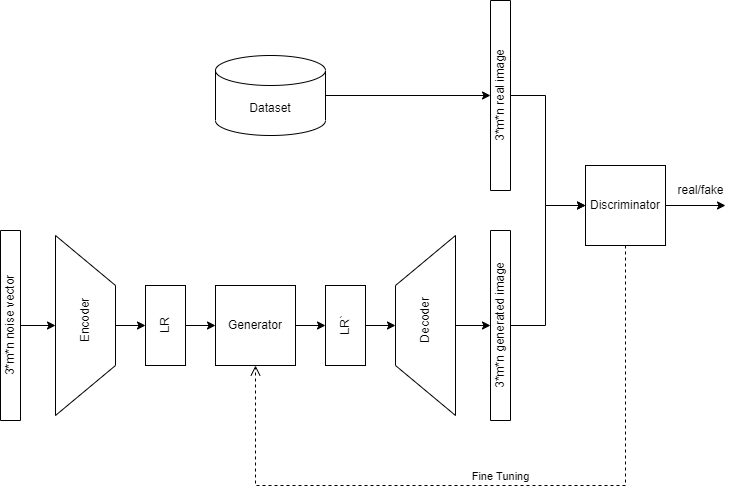 Dataset
3*m*n real image
Discriminator
real/fake
3*m*n noise vector
Encoder
LR
Generator
LR`
Decoder
3*m*n generated image
Fine Tuning